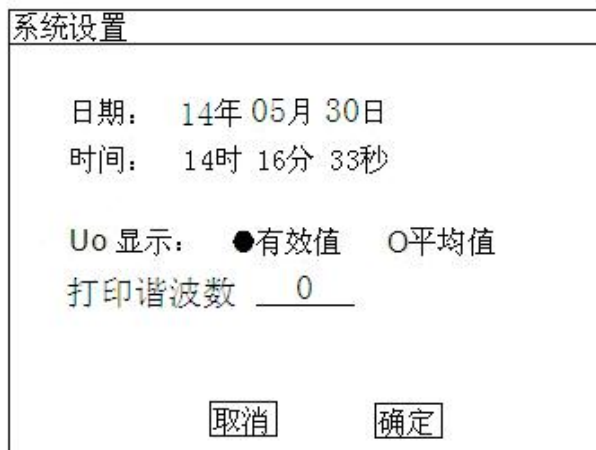 系统设置
日期： 14年 05月 30日
时间： 14时 16分 33秒
Uo 显示： ●有效值 O平均值
打印谐波数 0
取消 确定